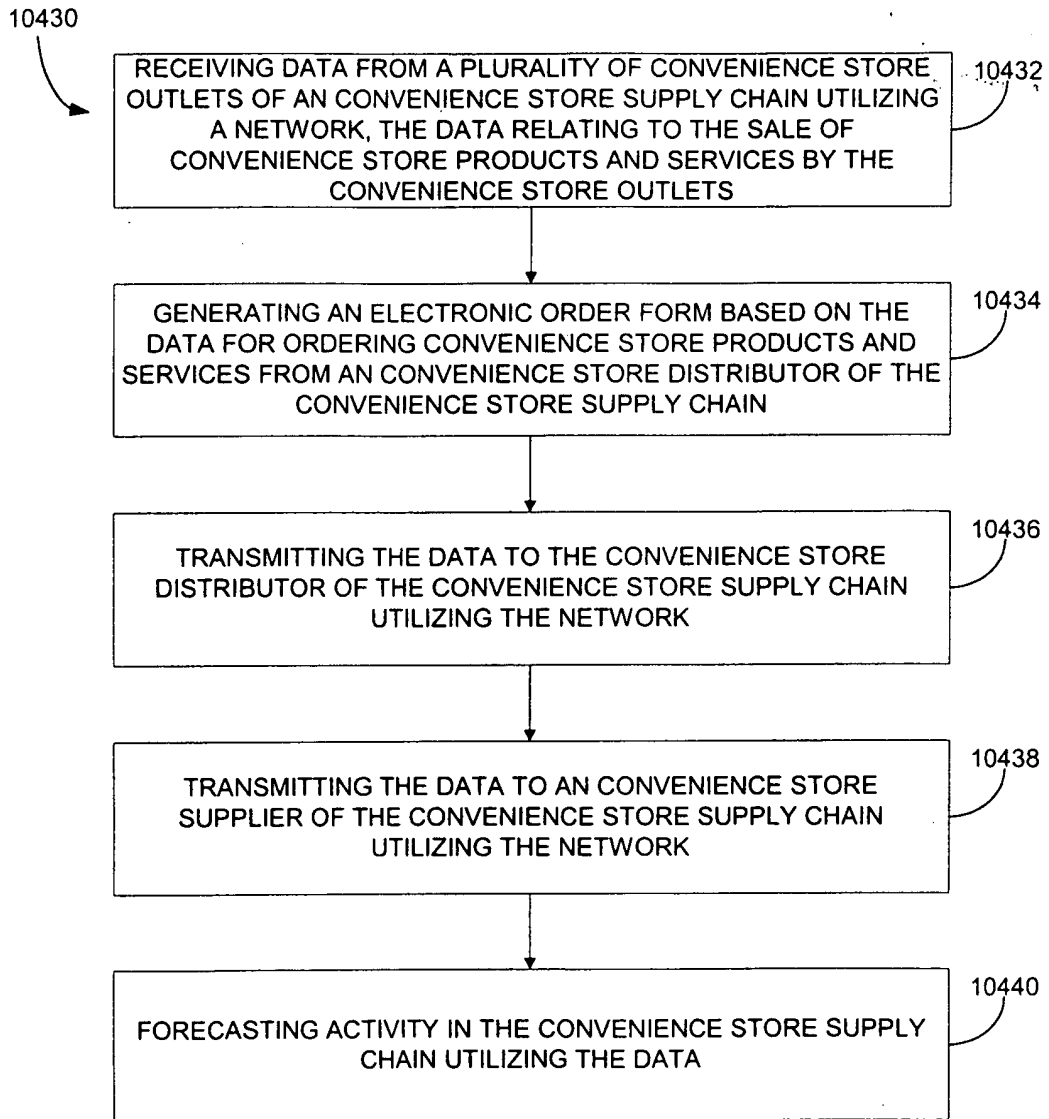 10430
RECEIVING DATA FROM A PLURALITY OF CONVENIENCE STORE
OUTLETS OF AN CONVENIENCE STORE SUPPLY CHAIN UTILIZING
A NETWORK, THE DATA RELATING TO THE SALE OF
CONVENIENCE STORE PRODUCTS AND SERVICES BY THE
CONVENIENCE STORE OUTLETS
10432
GENERATING AN ELECTRONIC ORDER FORM BASED ON THE
DATA FOR ORDERING CONVENIENCE STORE PRODUCTS AND
SERVICES FROM AN CONVENIENCE STORE DISTRIBUTOR OF THE
CONVENIENCE STORE SUPPLY CHAIN
10434
TRANSMITTING THE DATA TO THE CONVENIENCE STORE
DISTRIBUTOR OF THE CONVENIENCE STORE SUPPLY CHAIN
UTILIZING THE NETWORK
10436
TRANSMITTING THE DATA TO AN CONVENIENCE STORE
SUPPLIER OF THE CONVENIENCE STORE SUPPLY CHAIN
UTILIZING THE NETWORK
10438
FORECASTING ACTIVITY IN THE CONVENIENCE STORE SUPPLY
CHAIN UTILIZING THE DATA
10440